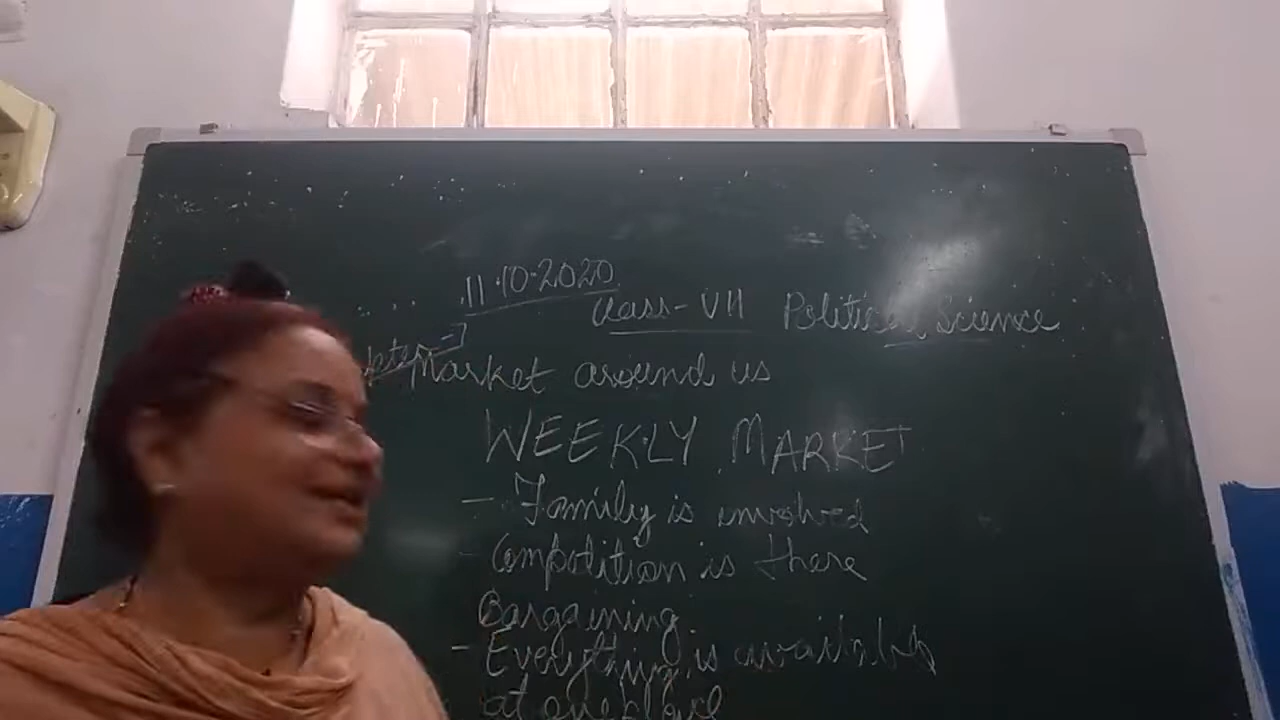 11.10.2020
Class-VII Political Science
Market around us
WEEKLY MARKET
- Family is involved
- Competition is there
Bargaining
- Everything is available
at one place